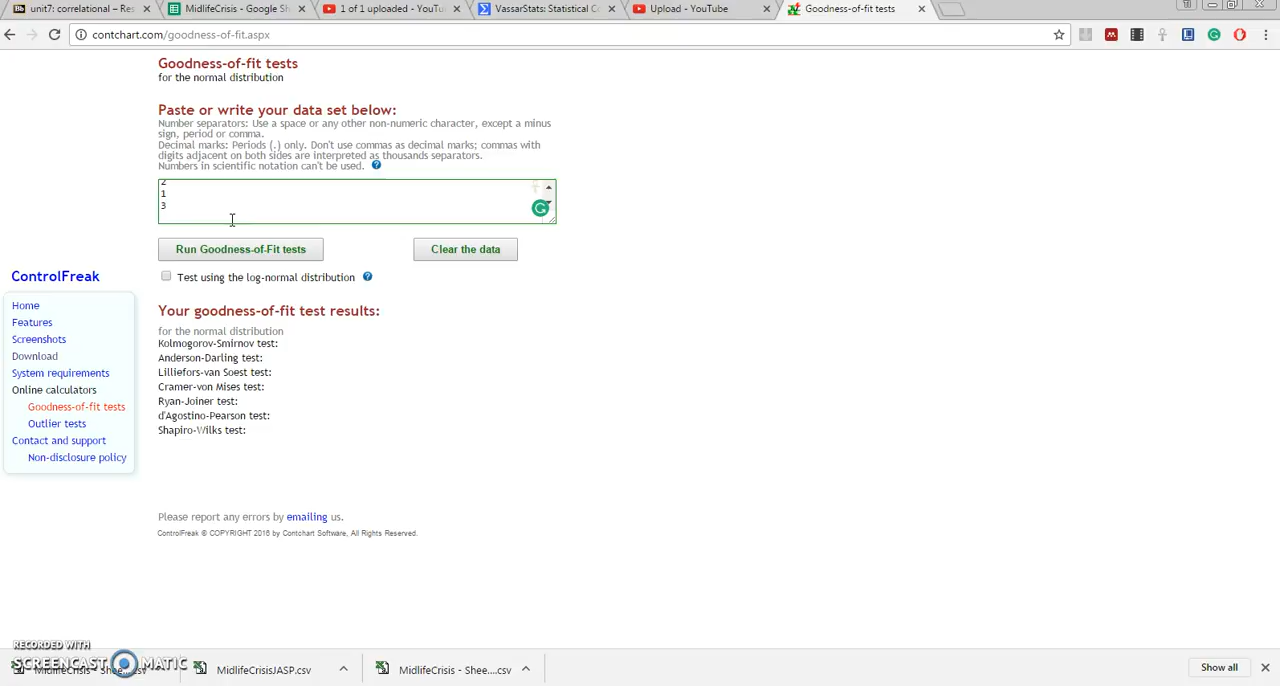 unit7: correlational – Res
MidlifeCrisis - Google Sh
1 of 1 uploaded - YouTu
VassarStats: Statistical Co
Upload - YouTube
Goodness-of-fit tests
contchart.com/goodness-of-fit.aspx
Goodness-of-fit tests
for the normal distribution
Paste or write your data set below:
Number separators: Use a space or any other non-numeric character, except a minus
sign, period or comma.
Decimal marks: Periods (.) only. Don't use commas as decimal marks; commas with
digits adjacent on both sides are interpreted as thousands separators.
Numbers in scientific notation can't be used.
2
1
3
Run Goodness-of-Fit tests
Clear the data
Test using the log-normal distribution
ControlFreak
Home
Features
Screenshots
Download
System requirements
Online calculators
Goodness-of-fit tests
Outlier tests
Contact and support
Non-disclosure policy
Your goodness-of-fit test results:
for the normal distribution
Kolmogorov-Smirnov test:
Anderson-Darling test:
Lilliefors-van Soest test:
Cramer-von Mises test:
Ryan-Joiner test:
d'Agostino-Pearson test:
Shapiro-Wilks test:
Please report any errors by emailing us.
ControlFreak © COPYRIGHT 2016 by Contchart Software, All Rights Reserved.
RECORDED WITH
SCREENCAST MATIC
MidlifeCrisisJASP.csv
MidlifeCrisis - Shee....csv
Show all